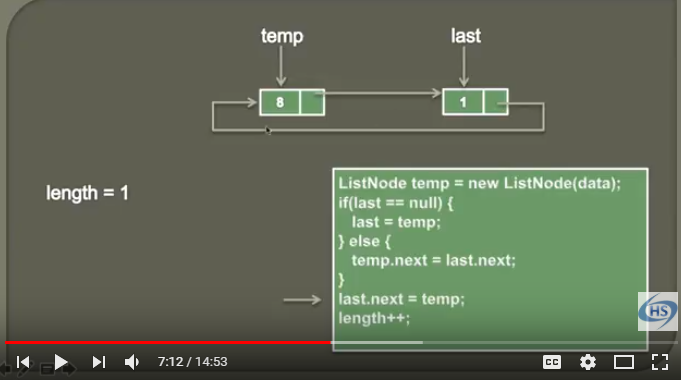 temp
last
8
1
length = 1
ListNode temp = new ListNode(data);
if(last == null) {
last = temp;
} else {
temp.next = last.next;
}
last.next = temp;
length++;
HS
7:12 / 14:53
CC